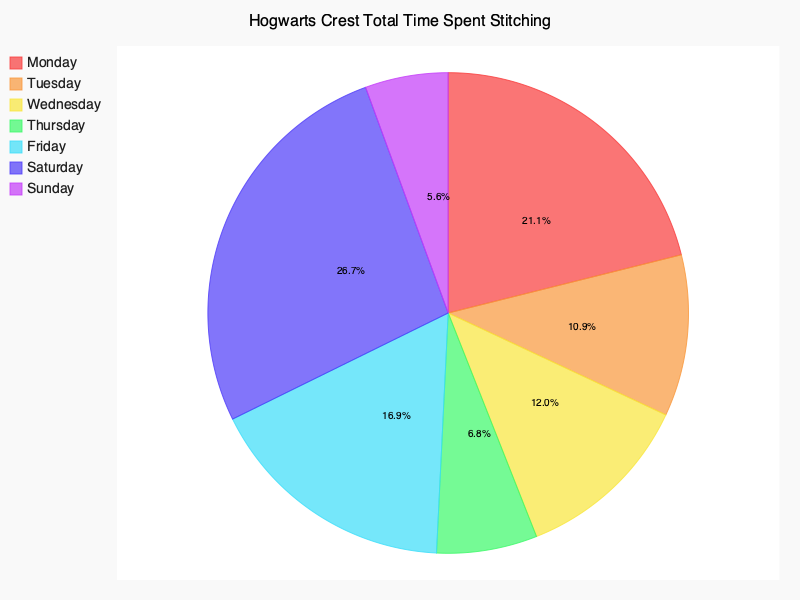 Hogwarts Crest Total Time Spent Stitching
Monday
Tuesday
Wednesday
Thursday
Friday
Saturday
Sunday
5.6%
21.1%
26.7%
10.9%
12.0%
16.9%
6.8%